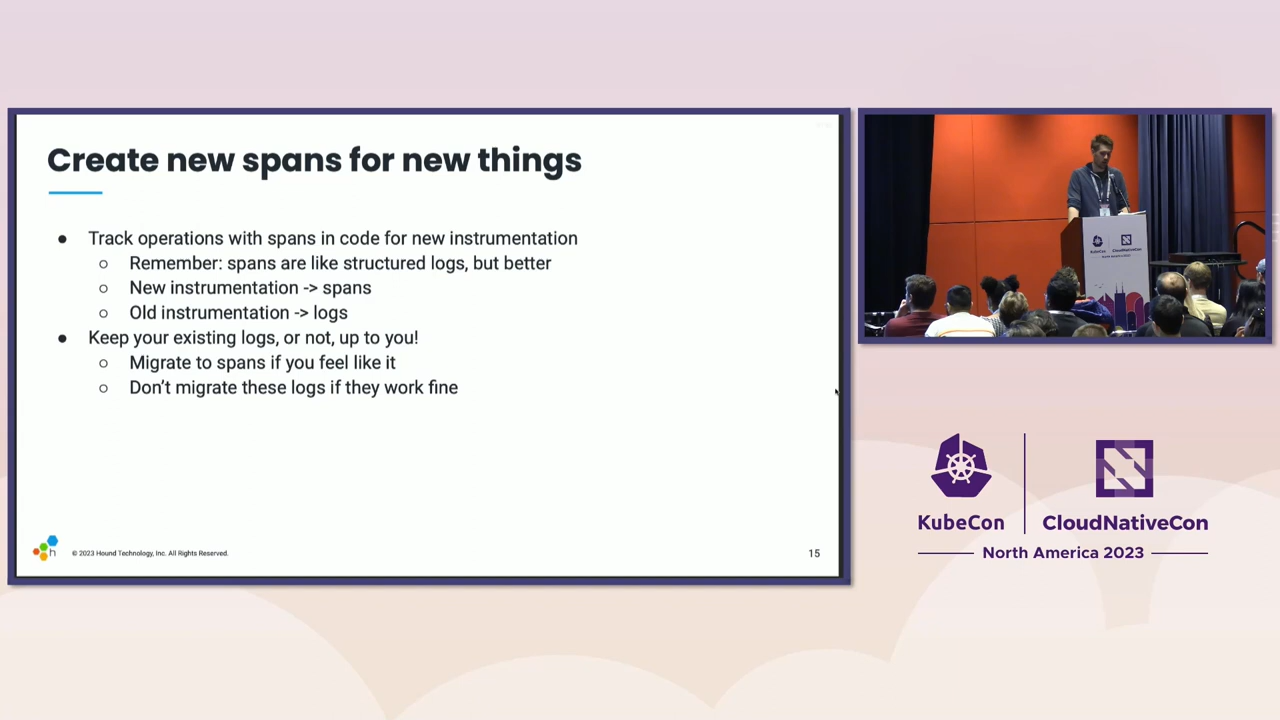 Create new spans for new things
● Track operations with spans in code for new instrumentation
○ Remember: spans are like structured logs, but better
○ New instrumentation -> spans
○ Old instrumentation -> logs
● Keep your existing logs, or not, up to you!
○ Migrate to spans if you feel like it
○ Don’t migrate these logs if they work fine
h
© 2023 Hound Technology, Inc. All Rights Reserved.
15
KubeCon
CloudNativeCon
North America 2023